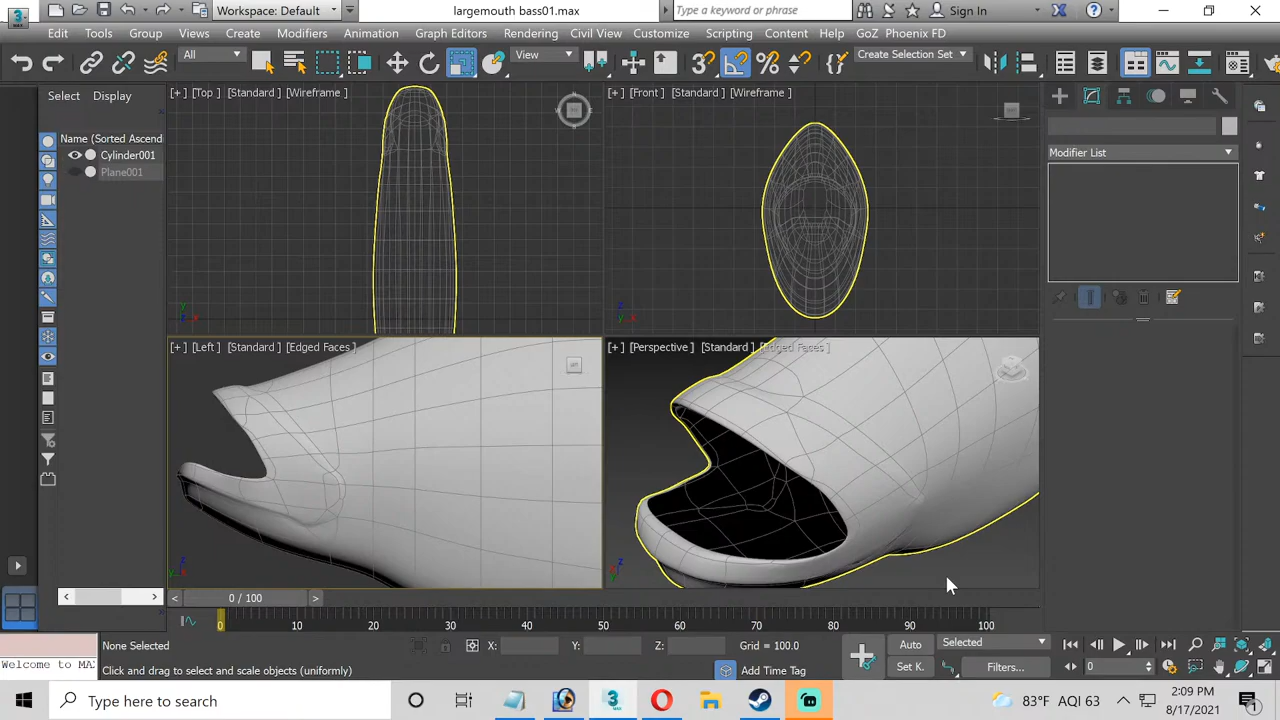 largemouth bass01.max
Workspace: Default
Type a keyword or phrase
Sign In
Edit Tools Group Views Create Modifiers Animation Graph Editors Rendering Civil View Customize Scripting Content Help GoZ Phoenix FD
All
View
Create Selection Set
Select Display
[+] [Top] [Standard] [Wireframe]
[+] [Front] [Standard] [Wireframe]
Name (Sorted Ascend
Cylinder001
Plane001
Modifier List
[+] [Left] [Standard] [Edged Faces]
[+] [Perspective] [Standard] [Edged Faces]
0 / 100
0 10 20 30 40 50 60 70 80 90 100
None Selected
X: Y: Z:
Grid = 100.0
Auto
Selected
Welcome to MAX
Click and drag to select and scale objects (uniformly)
Add Time Tag
Set K.
Filters...
0
Type here to search
83°F AQI 63
2:09 PM
8/17/2021